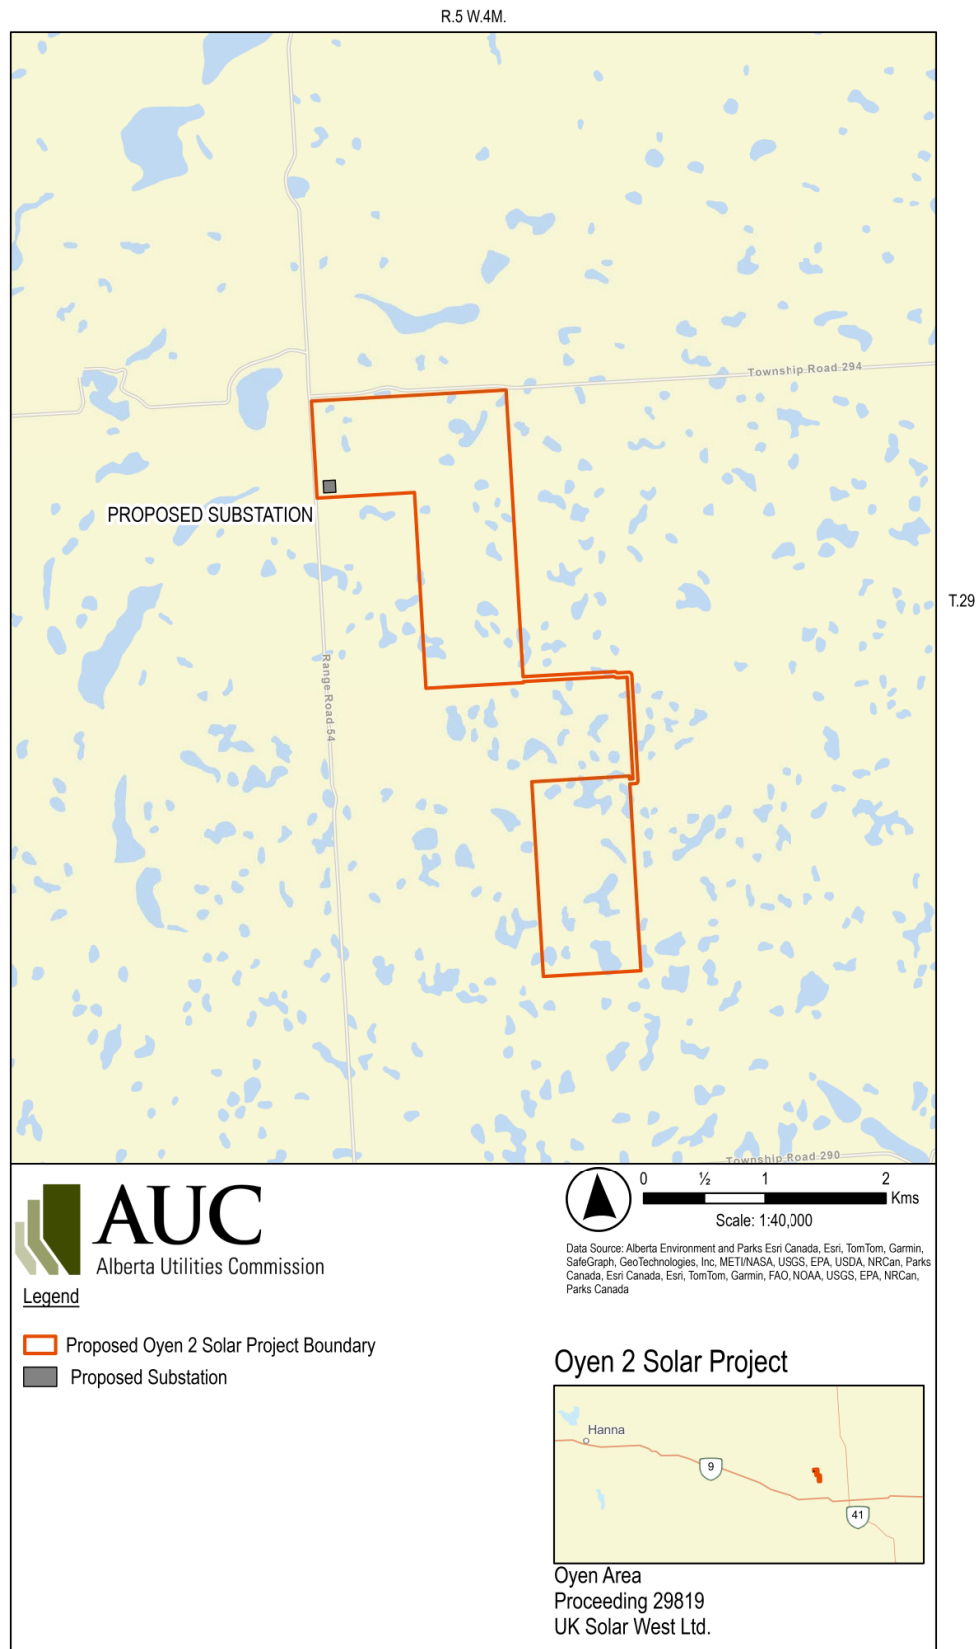 R.5 W.4M.
Township Road 294
PROPOSED SUBSTATION
T.29
Range Road 54
Township Road 290
AUC
Alberta Utilities Commission
0 ½ 1 2
Kms
Scale: 1:40,000
Data Source: Alberta Environment and Parks Esri Canada, Esri, TomTom, Garmin,
SafeGraph, GeoTechnologies, Inc, METI/NASA, USGS, EPA, USDA, NRCan, Parks
Canada, Esri Canada, Esri, TomTom, Garmin, FAO, NOAA, USGS, EPA, NRCan,
Parks Canada
Legend
Proposed Oyen 2 Solar Project Boundary
Proposed Substation
Oyen 2 Solar Project
Hanna
9
41
Oyen Area
Proceeding 29819
UK Solar West Ltd.